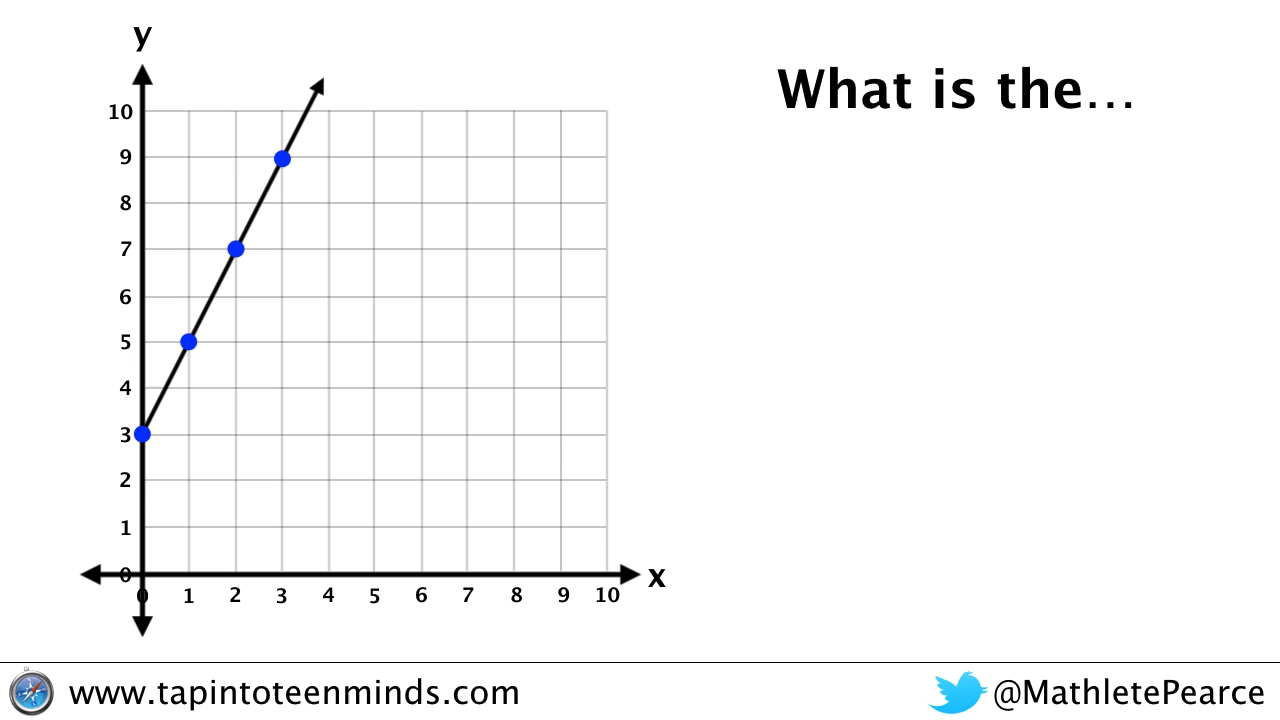 y
What is the…
10
9
8
7
6
5
4
3
2
1
0
0 1 2 3 4 5 6 7 8 9 10
x
www.tapintoteenminds.com
@MathletePearce